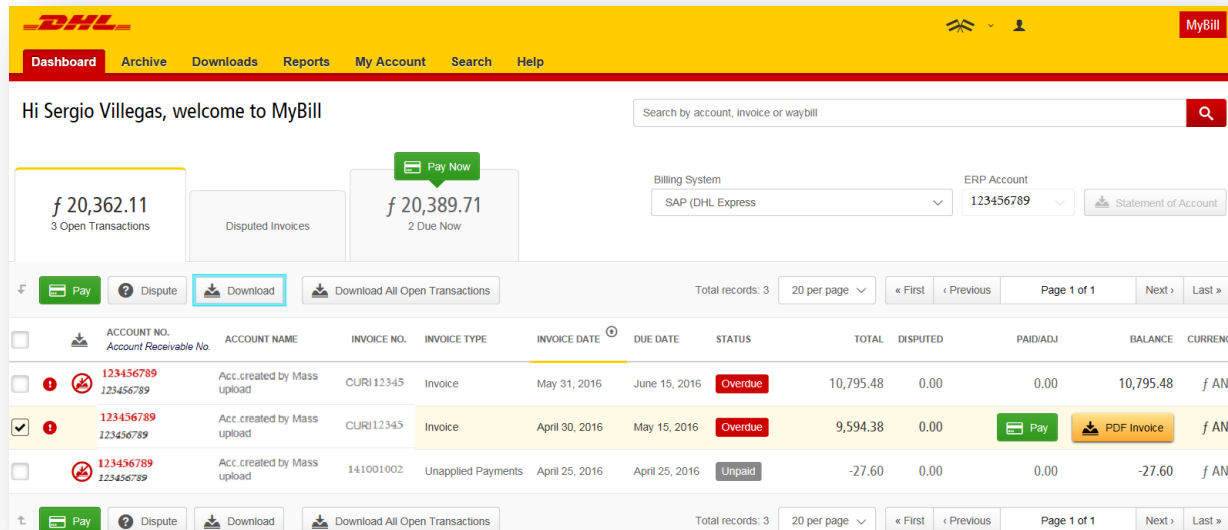 DHL
MyBill
Dashboard Archive Downloads Reports My Account Search Help
Hi Sergio Villegas, welcome to MyBill
Search by account, invoice or waybill
Pay Now
Billing System ERP Account
ƒ 20,362.11 ƒ 20,389.71 SAP (DHL Express 123456789 Statement of Account
3 Open Transactions Disputed Invoices 2 Due Now
Pay Dispute Download Download All Open Transactions Total records: 3 20 per page « First ‹ Previous Page 1 of 1 Next › Last »
ACCOUNT NO. ACCOUNT NAME INVOICE NO. INVOICE TYPE INVOICE DATE DUE DATE STATUS TOTAL DISPUTED PAID/ADJ BALANCE CURRENC
Account Receivable No.
123456789 Acc.created by Mass CURI12345 Invoice May 31, 2016 June 15, 2016 Overdue 10,795.48 0.00 0.00 10,795.48 ƒ AN
123456789 upload
123456789 Acc.created by Mass CURI12345 Invoice April 30, 2016 May 15, 2016 Overdue 9,594.38 0.00 Pay PDF Invoice ƒ AN
123456789 upload
123456789 Acc.created by Mass 141001002 Unapplied Payments April 25, 2016 April 25, 2016 Unpaid -27.60 0.00 0.00 -27.60 ƒ AN
123456789 upload
Pay Dispute Download Download All Open Transactions Total records: 3 20 per page « First ‹ Previous Page 1 of 1 Next › Last »